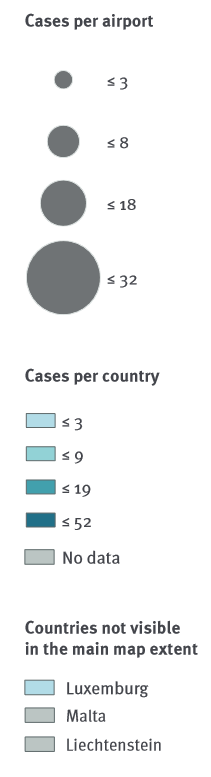 Cases per airport
≤ 3
≤ 8
≤ 18
≤ 32
Cases per country
≤ 3
≤ 9
≤ 19
≤ 52
No data
Countries not visible
in the main map extent
Luxemburg
Malta
Liechtenstein